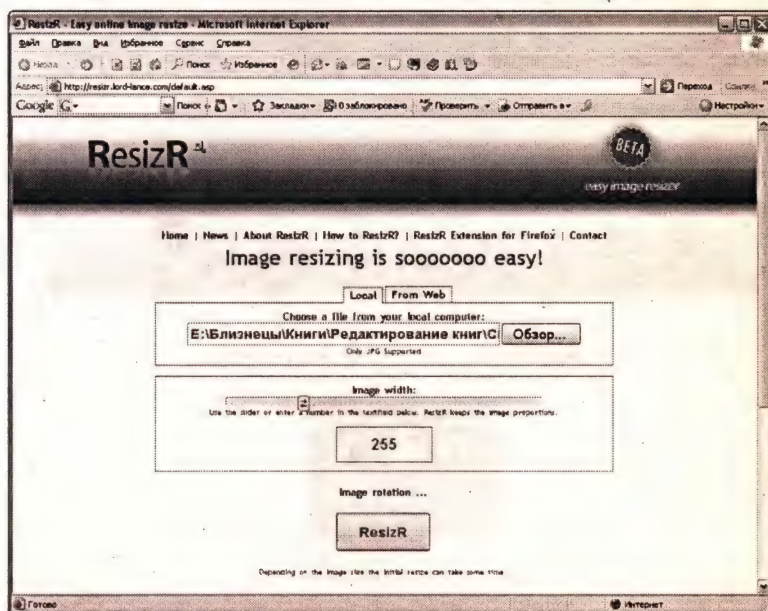 ResizR - Easy online image resize - Microsoft Internet Explorer
Файл Правка Вид Избранное Сервис Справка
Назад Поиск Избранное
Адрес: http://resizr.lord-lance.com/default.asp Переход Ссылки
Google G Поиск Закладки 0 заблокировано Проверить Отправить в Настройки
ResizR BETA
easy image resizer
Home | News | About ResizR | How to ResizR? | ResizR Extension for Firefox | Contact
Image resizing is sooooooo easy!
Local From Web
Choose a file from your local computer:
E:\Близнецы\Книги\Редактирование книг\С Обзор...
Only JPG Supported
Image width:
Use the slider or enter a number in the textfield below. ResizR keeps the image proportions.
255
Image rotation ...
ResizR
Depending on the image size the initial resize can take some time
Готово Интернет